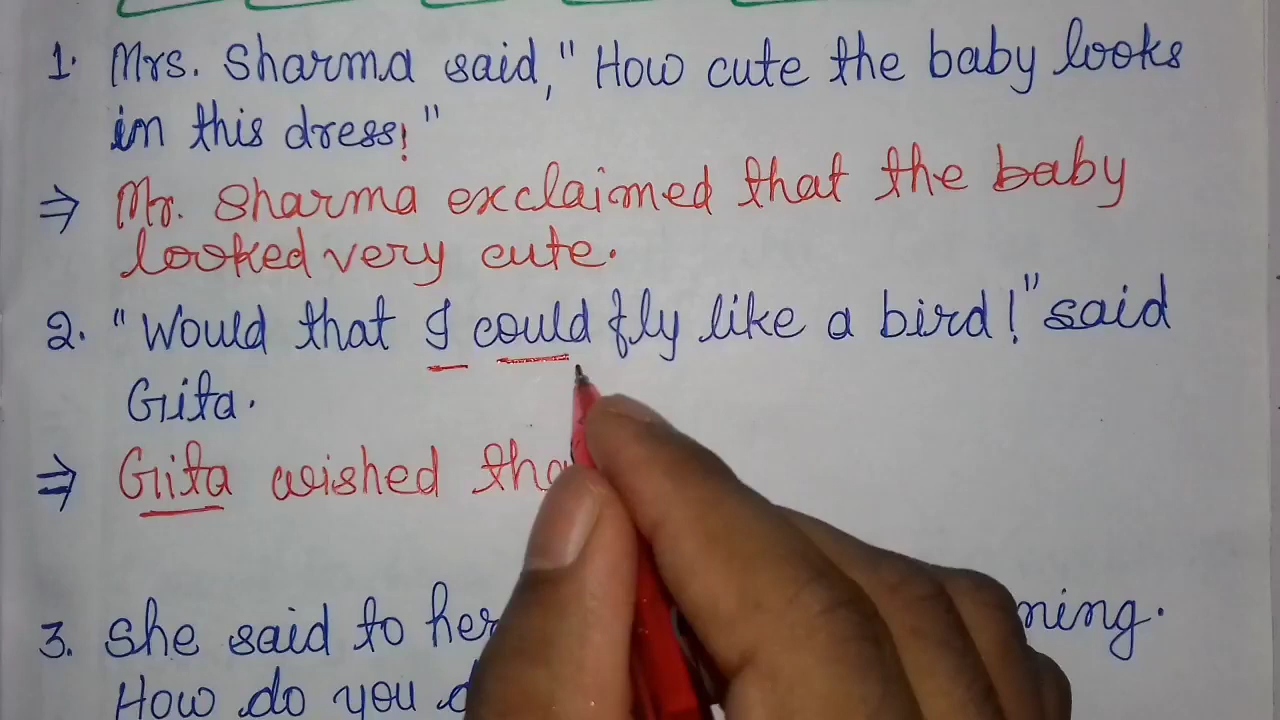 1. Mrs. Sharma said, "How cute the baby looks
in this dress!"
⇒ Mr. Sharma exclaimed that the baby
looked very cute.
2. "Would that I could fly like a bird!" said
Gita.
⇒ Gita wished
3. She said to her
How do you